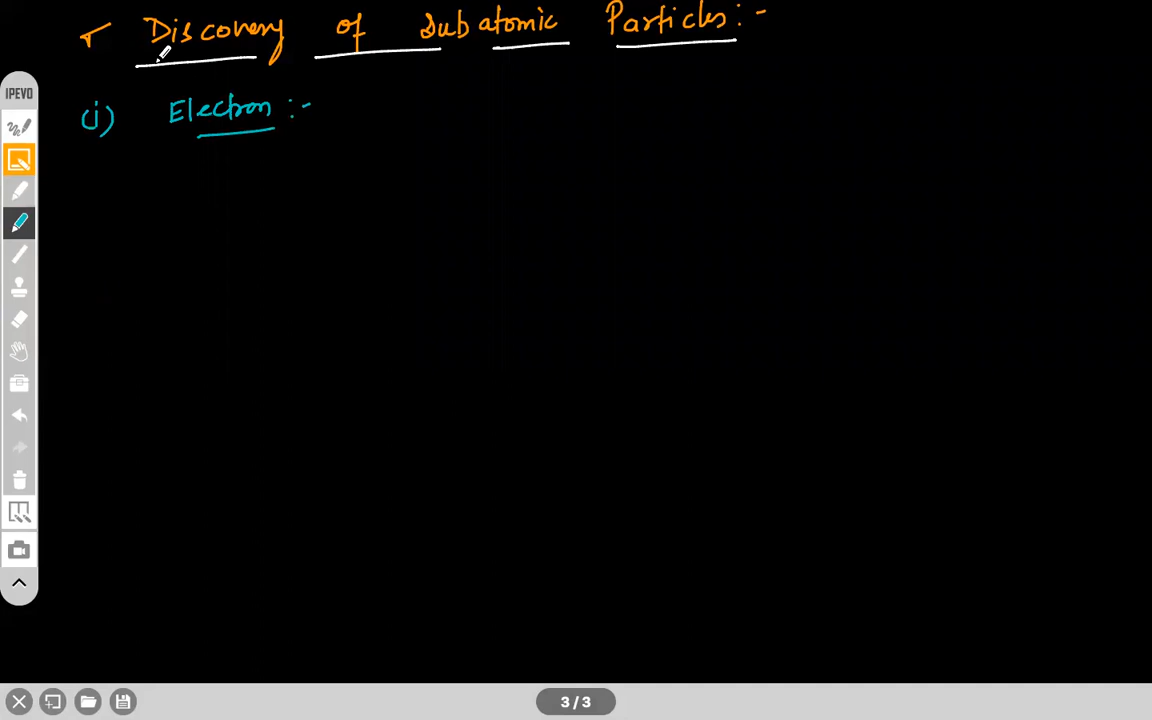 Discovery of Subatomic Particles:-
(i) Electron :-
IPEVO
3 / 3